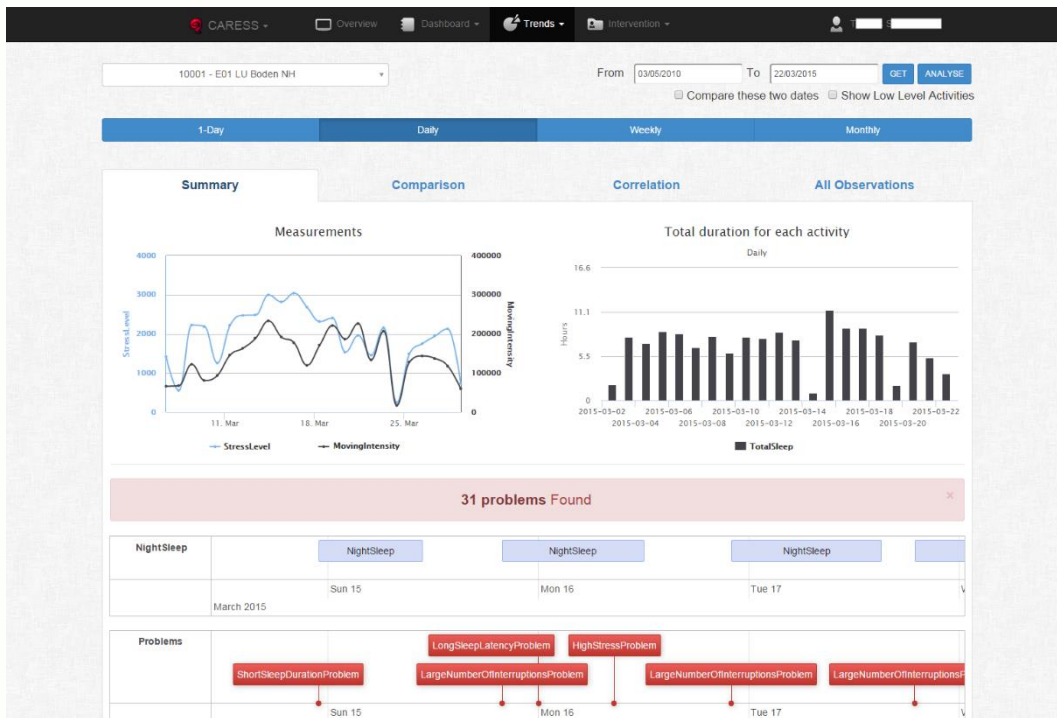 CARESS Overview Dashboard Trends Intervention T S
10001 - E01 LU Boden NH From 03/05/2010 To 22/03/2015 GET ANALYSE
Compare these two dates Show Low Level Activities
1-Day Daily Weekly Monthly
Summary Comparison Correlation All Observations
Measurements
4000 3000 2000 1000 0
StressLevel
400000 300000 200000 100000 0
MovingIntensity
11. Mar 18. Mar 25. Mar
StressLevel MovingIntensity
Total duration for each activity
Daily
16.6 11.1 5.5 0
Hours
2015-03-02 2015-03-06 2015-03-10 2015-03-14 2015-03-18 2015-03-22
2015-03-04 2015-03-08 2015-03-12 2015-03-16 2015-03-20
TotalSleep
31 problems Found ×
NightSleep NightSleep NightSleep NightSleep
Sun 15 Mon 16 Tue 17
March 2015
Problems LongSleepLatencyProblem HighStressProblem
ShortSleepDurationProblem LargeNumberOfInterruptionsProblem LargeNumberOfInterruptionsProblem LargeNumberOfInterruptionsP
Sun 15 Mon 16 Tue 17